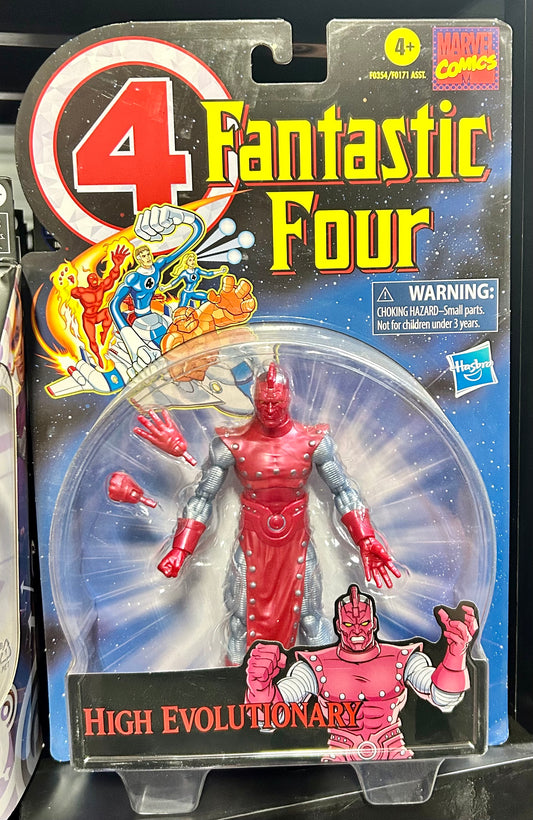 4+
MARVEL
COMICS
F0354/F0171 ASST.
4
Fantastic
Four
4
WARNING:
CHOKING HAZARD–Small parts.
Not for children under 3 years.
Hasbro
HIGH EVOLUTIONARY